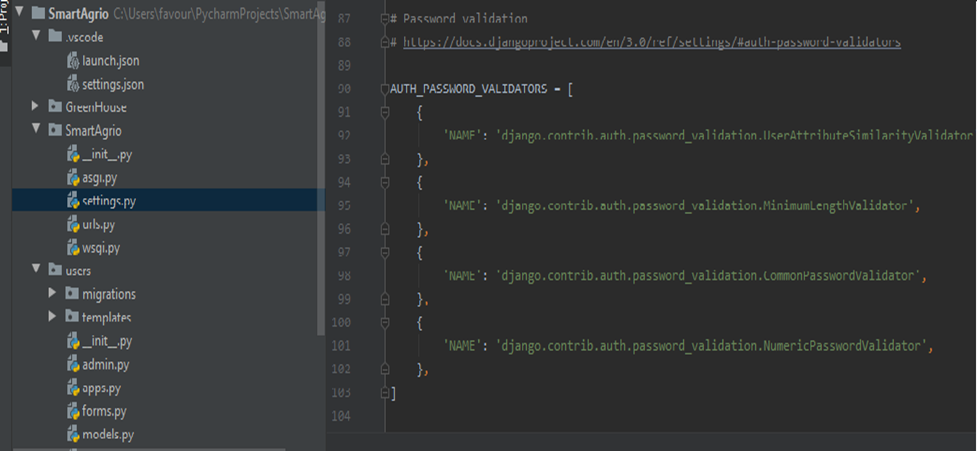 1: Proj
SmartAgrio C:\Users\favour\PycharmProjects\SmartAg
.vscode
launch.json
settings.json
GreenHouse
SmartAgrio
__init__.py
asgi.py
settings.py
urls.py
wsgi.py
users
migrations
templates
__init__.py
admin.py
apps.py
forms.py
models.py
87 # Password validation
88 # https://docs.djangoproject.com/en/3.0/ref/settings/#auth-password-validators
89
90 AUTH_PASSWORD_VALIDATORS = [
91 {
92 'NAME': 'django.contrib.auth.password_validation.UserAttributeSimilarityValidator
93 },
94 {
95 'NAME': 'django.contrib.auth.password_validation.MinimumLengthValidator',
96 },
97 {
98 'NAME': 'django.contrib.auth.password_validation.CommonPasswordValidator',
99 },
100 {
101 'NAME': 'django.contrib.auth.password_validation.NumericPasswordValidator',
102 },
103 ]
104